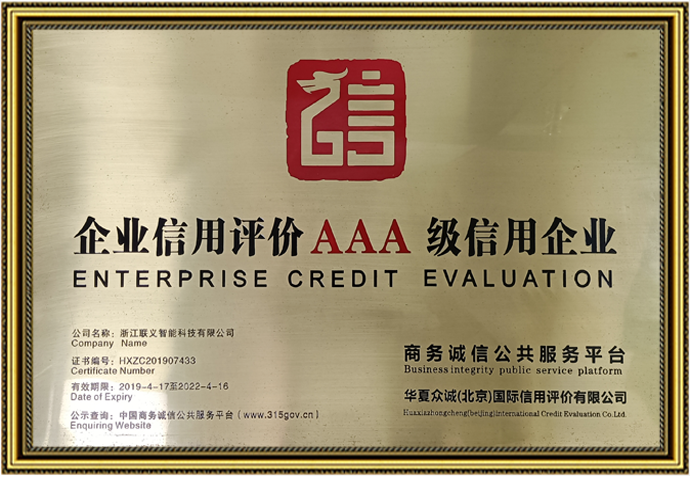 企业信用评价AAA级信用企业
ENTERPRISE CREDIT EVALUATION
公司名称：浙江联义智能科技有限公司
Company Name
证书编号：HXZC201907433
Certificate Number
有效期限：2019-4-17至2022-4-16
Date of Expiry
公示查询：中国商务诚信公共服务平台（www.315gov.cn）
Enquiring Website
商务诚信公共服务平台
Business integrity public service platform
华夏众诚(北京)国际信用评价有限公司
Huaxiazhongcheng(beijing)International Credit Evaluation Co.Ltd.